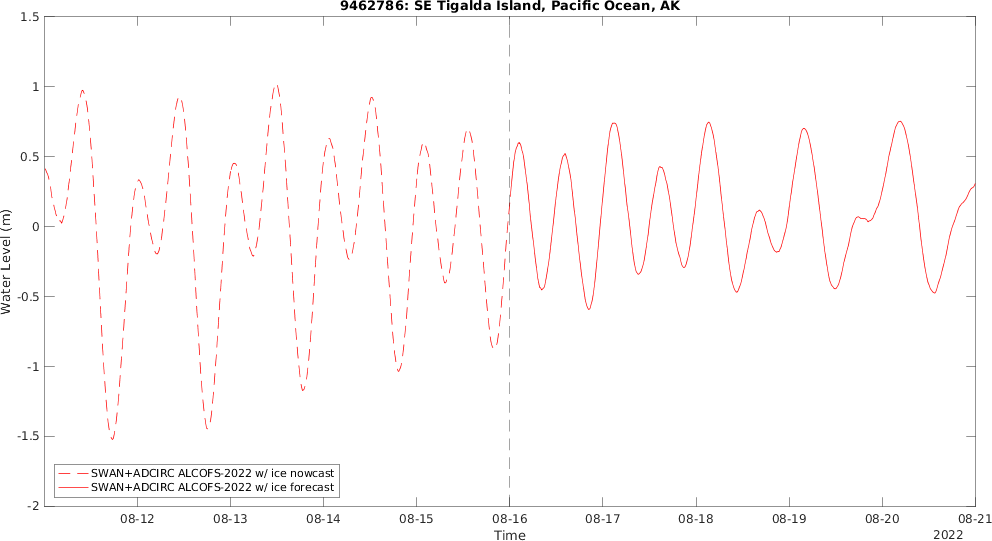 9462786: SE Tigalda Island, Pacific Ocean, AK
1.5
1
0.5
0
-0.5
-1
-1.5
-2
Water Level (m)
SWAN+ADCIRC ALCOFS-2022 w/ ice nowcast
SWAN+ADCIRC ALCOFS-2022 w/ ice forecast
08-12 08-13 08-14 08-15 08-16 08-17 08-18 08-19 08-20 08-21
Time
2022